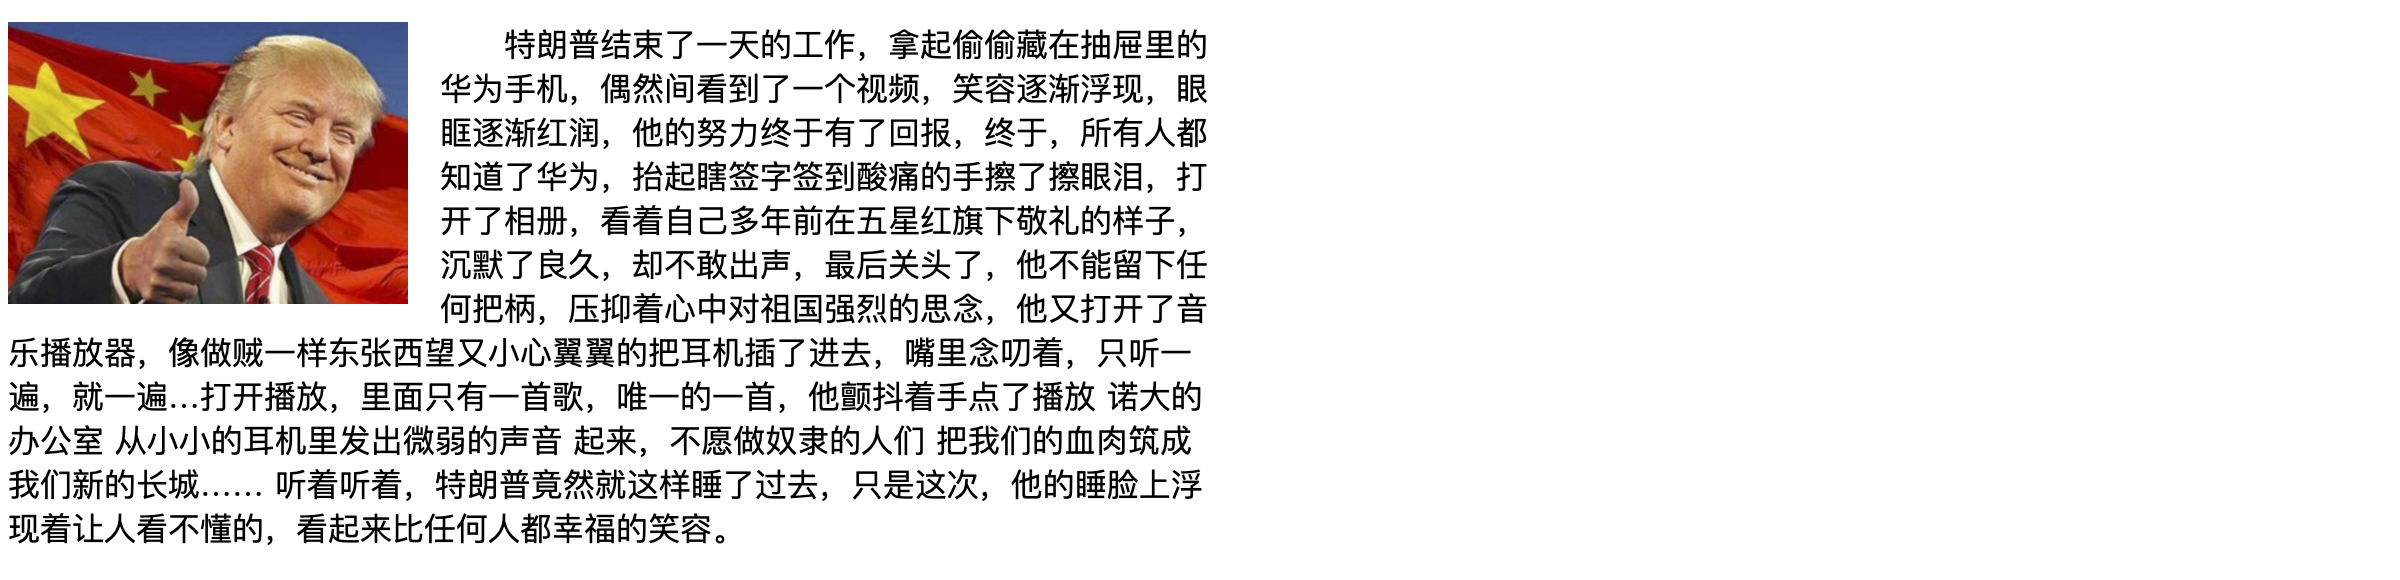 特朗普结束了一天的工作，拿起偷偷藏在抽屉里的
华为手机，偶然间看到了一个视频，笑容逐渐浮现，眼
眶逐渐红润，他的努力终于有了回报，终于，所有人都
知道了华为，抬起瞎签字签到酸痛的手擦了擦眼泪，打
开了相册，看着自己多年前在五星红旗下敬礼的样子，
沉默了良久，却不敢出声，最后关头了，他不能留下任
何把柄，压抑着心中对祖国强烈的思念，他又打开了音
乐播放器，像做贼一样东张西望又小心翼翼的把耳机插了进去，嘴里念叨着，只听一
遍，就一遍…打开播放，里面只有一首歌，唯一的一首，他颤抖着手点了播放 诺大的
办公室 从小小的耳机里发出微弱的声音 起来，不愿做奴隶的人们 把我们的血肉筑成
我们新的长城…… 听着听着，特朗普竟然就这样睡了过去，只是这次，他的睡脸上浮
现着让人看不懂的，看起来比任何人都幸福的笑容。